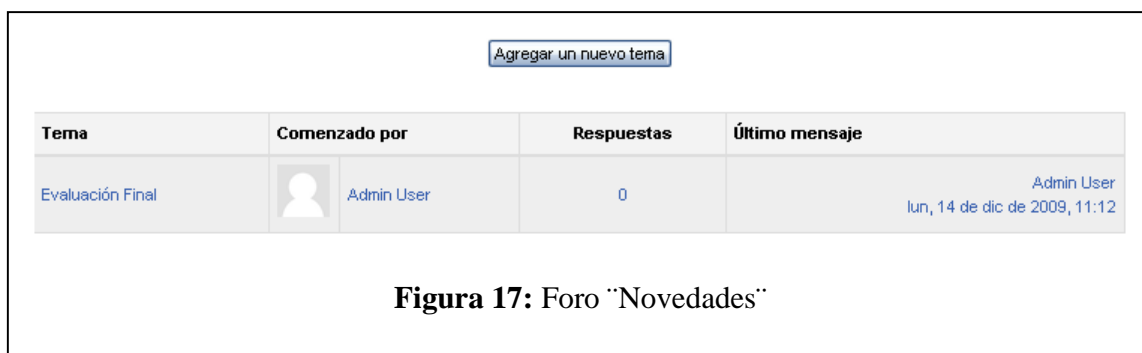 Agregar un nuevo tema
Tema Comenzado por Respuestas Último mensaje
Evaluación Final Admin User 0 Admin User
lun, 14 de dic de 2009, 11:12
Figura 17: Foro ¨Novedades¨